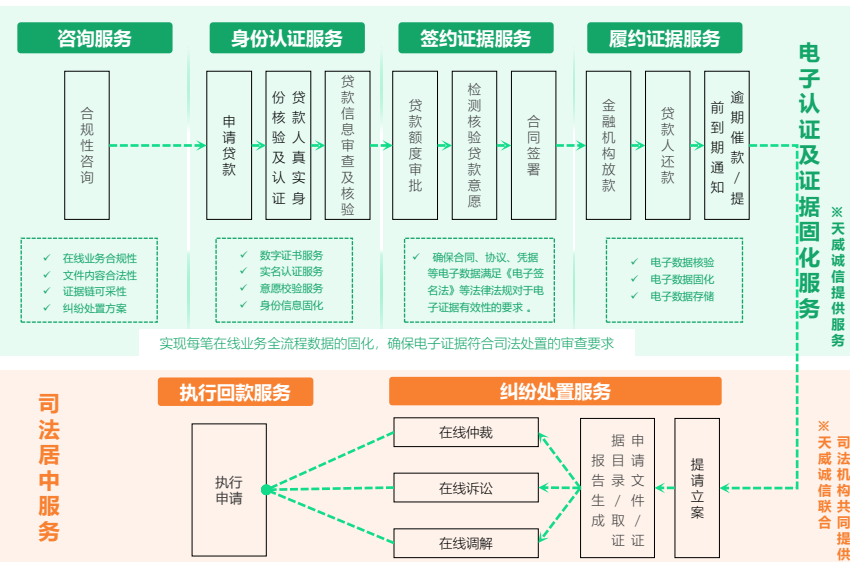 咨询服务
身份认证服务
签约证据服务
履约证据服务
合规性咨询
申请贷款
贷款人真实身
份核验及认证
贷款信息审查及核验
贷款额度审批
检测核验贷款意愿
合同签署
金融机构放款
贷款人还款
逾期催款/提
前到期通知
✓ 在线业务合规性
✓ 文件内容合法性
✓ 证据链可采性
✓ 纠纷处置方案
✓ 数字证书服务
✓ 实名认证服务
✓ 意愿校验服务
✓ 身份信息固化
✓ 确保合同、协议、凭据
等电子数据满足《电子签
名法》等法律法规对于电
子证据有效性的要求 。
✓ 电子数据核验
✓ 电子数据固化
✓ 电子数据存储
实现每笔在线业务全流程数据的固化，确保电子证据符合司法处置的审查要求
电子认证及证据固化服务
※天威诚信提供服务
司法居中服务
执行回款服务
纠纷处置服务
执行
申请
在线仲裁
在线诉讼
在线调解
申请文件/证
据目录/取证
报告生成
提请立案
司法机构共同提供
※天威诚信联合